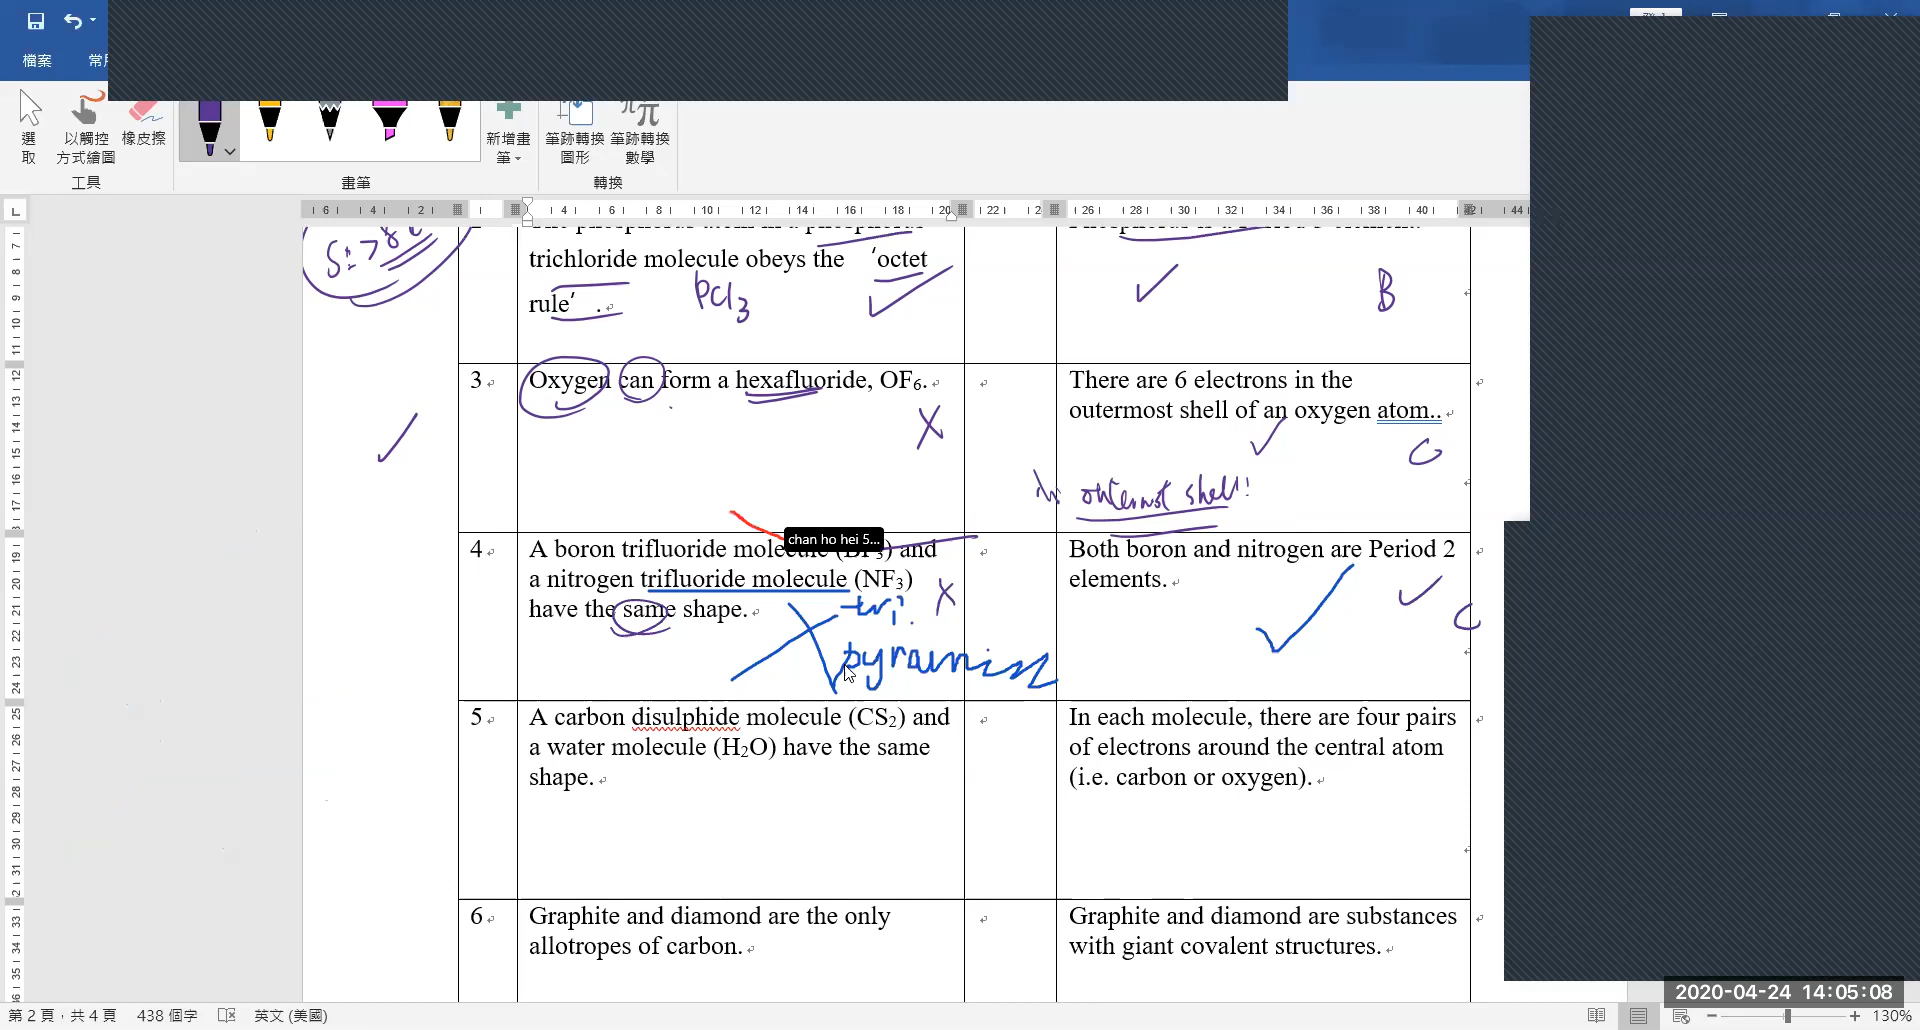 檔案
選取
以觸控方式繪圖
橡皮擦
工具
畫筆
新增畫筆
筆跡轉換圖形
筆跡轉換數學
轉換
Si > Be
trichloride molecule obeys the ‘octet
rule’ .
PCl3
B
3
Oxygen can form a hexafluoride, OF6.
There are 6 electrons in the
outermost shell of an oxygen atom..
C
outermost shell!
chan ho hei 5...
4
A boron trifluoride molecule (BF3) and
a nitrogen trifluoride molecule (NF3)
have the same shape.
tri
pyramid
Both boron and nitrogen are Period 2
elements.
C
5
A carbon disulphide molecule (CS2) and
a water molecule (H2O) have the same
shape.
In each molecule, there are four pairs
of electrons around the central atom
(i.e. carbon or oxygen).
6
Graphite and diamond are the only
allotropes of carbon.
Graphite and diamond are substances
with giant covalent structures.
2020-04-24 14:05:08
第 2 頁，共 4 頁 438 個字 英文 (美國)
130%